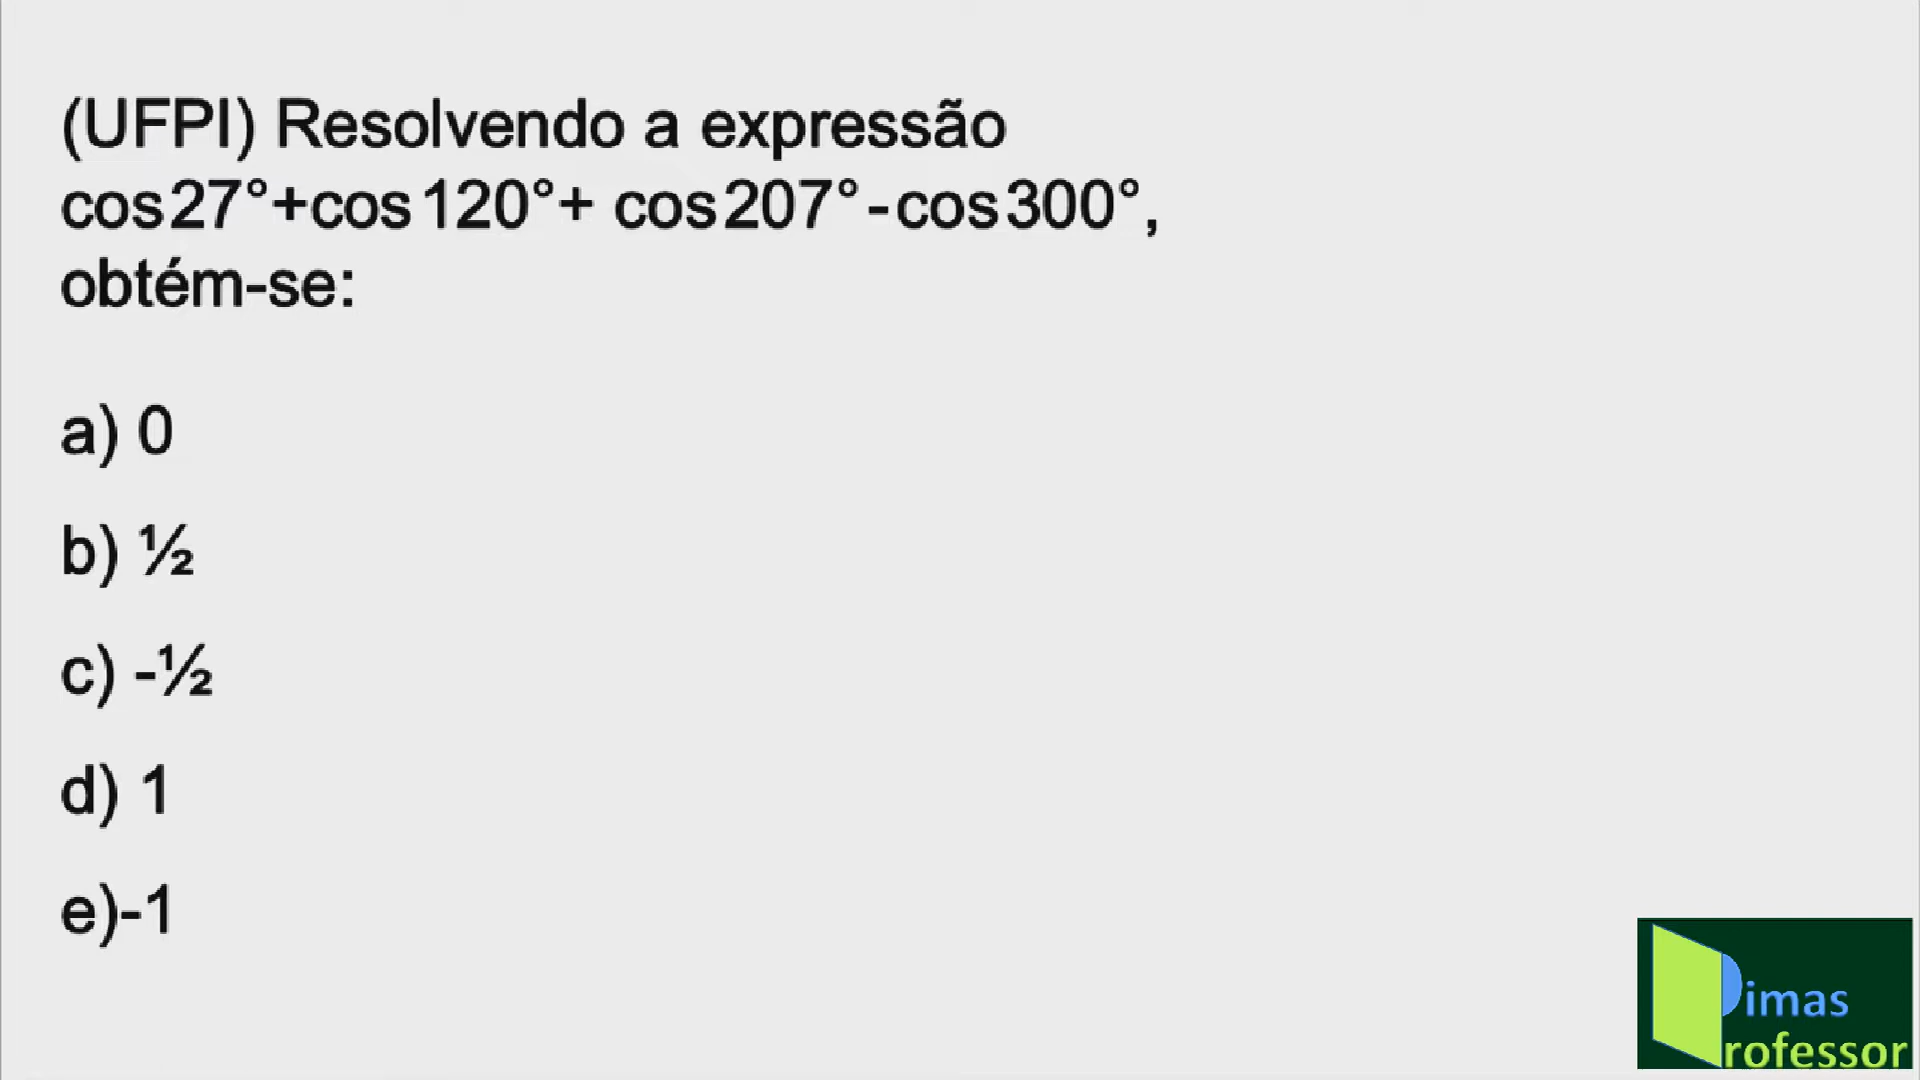 (UFPI) Resolvendo a expressão
cos27°+cos120°+ cos207°-cos300°,
obtém-se:
a) 0
b) ½
c) -½
d) 1
e)-1
Dimas
Professor